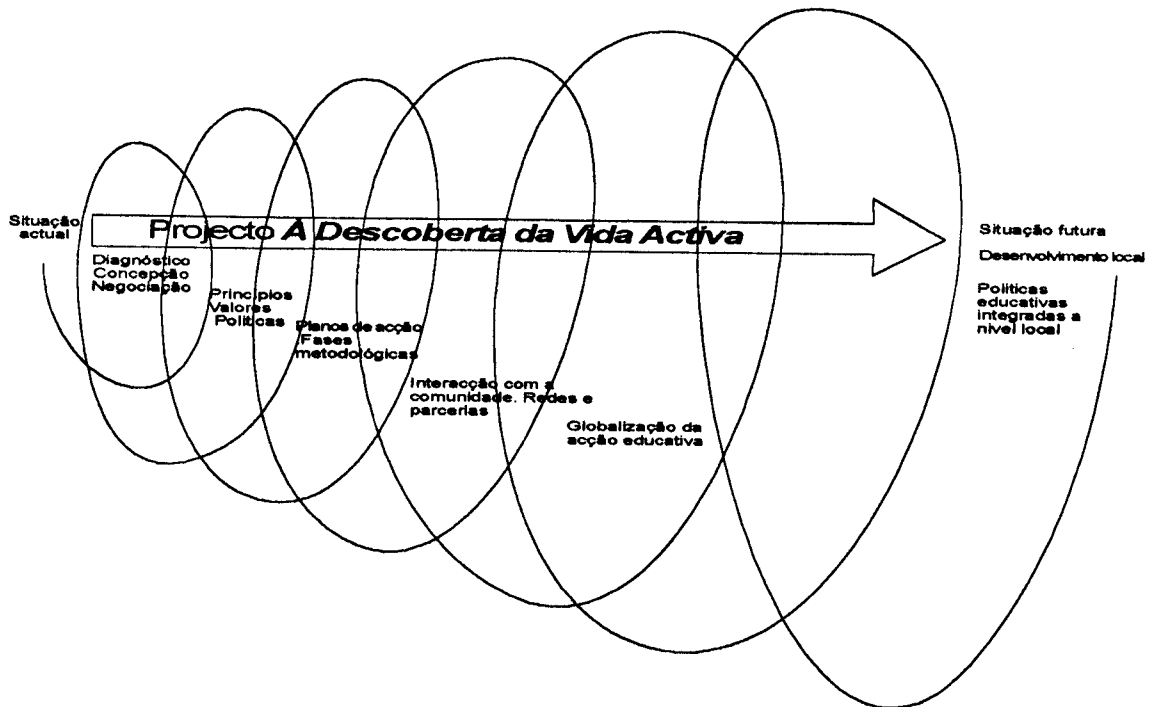 Situação
actual
Projecto À Descoberta da Vida Activa
Diagnóstico
Concepção
Negociação
Princípios
Valores
Políticas
Planos de acção
Fases
metodológicas
Interacção com a
comunidade. Redes e
parcerias
Globalização da
acção educativa
Situação futura
Desenvolvimento local
Políticas
educativas
integradas a
nível local